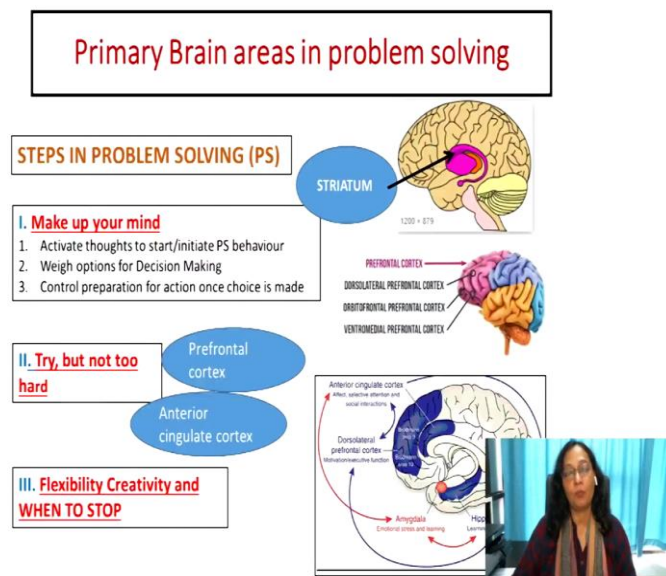 Primary Brain areas in problem solving
STEPS IN PROBLEM SOLVING (PS)
STRIATUM
1200 × 879
I. Make up your mind
1. Activate thoughts to start/initiate PS behaviour
2. Weigh options for Decision Making
3. Control preparation for action once choice is made
PREFRONTAL CORTEX
DORSOLATERAL PREFRONTAL CORTEX
ORBITOFRONTAL PREFRONTAL CORTEX
VENTROMEDIAL PREFRONTAL CORTEX
II. Try, but not too
hard
Prefrontal
cortex
Anterior
cingulate cortex
Anterior cingulate cortex
Affect, selective attention and
social interactions
Dorsolateral
prefrontal cortex
Motivation/executive function
Amygdala
Emotional stress and learning
III. Flexibility Creativity and
WHEN TO STOP